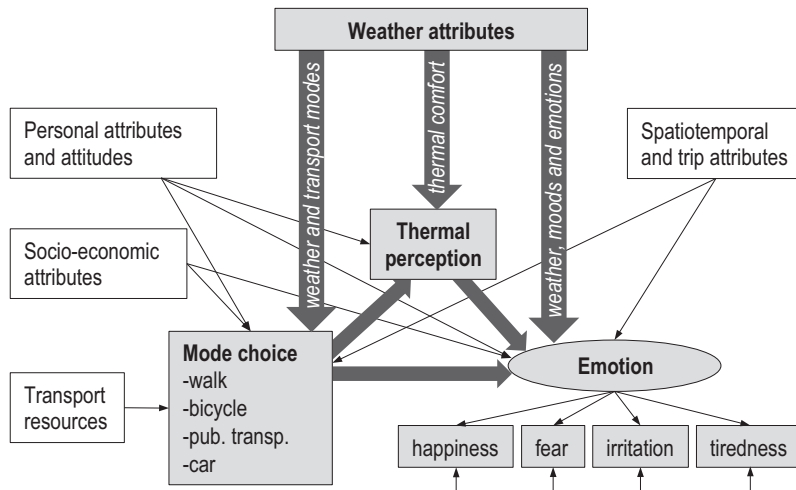 Weather attributes
weather and transport modes
thermal comfort
weather, moods and emotions
Personal attributes
and attitudes
Spatiotemporal
and trip attributes
Thermal
perception
Socio-economic
attributes
Mode choice
-walk
-bicycle
-pub. transp.
-car
Emotion
Transport
resources
happiness
fear
irritation
tiredness